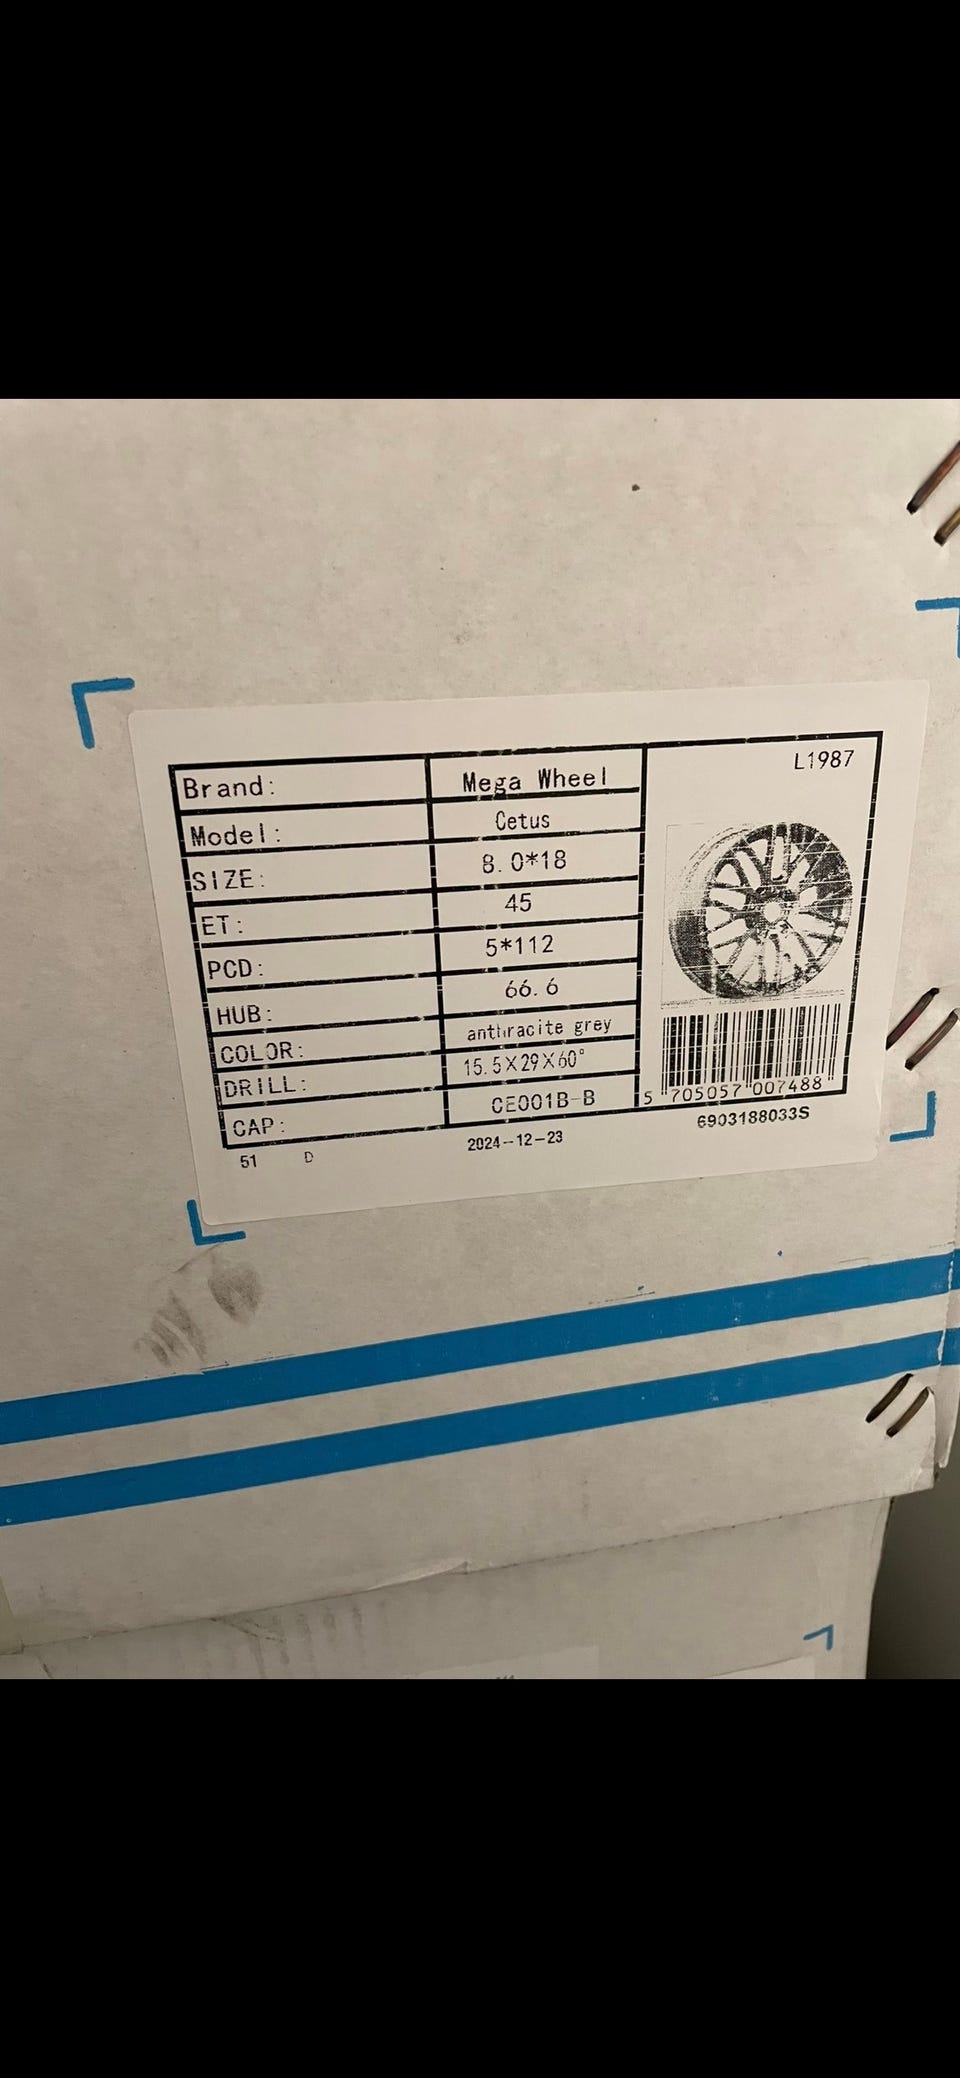 L1987
Brand: Mega Wheel
Model: Cetus
SIZE: 8.0*18
ET: 45
PCD: 5*112
HUB: 66.6
COLOR: anthracite grey
DRILL: 15.5X29X60°
CAP: CE001B-B
5 705057 007488
6903188033S
51 D 2024--12-23